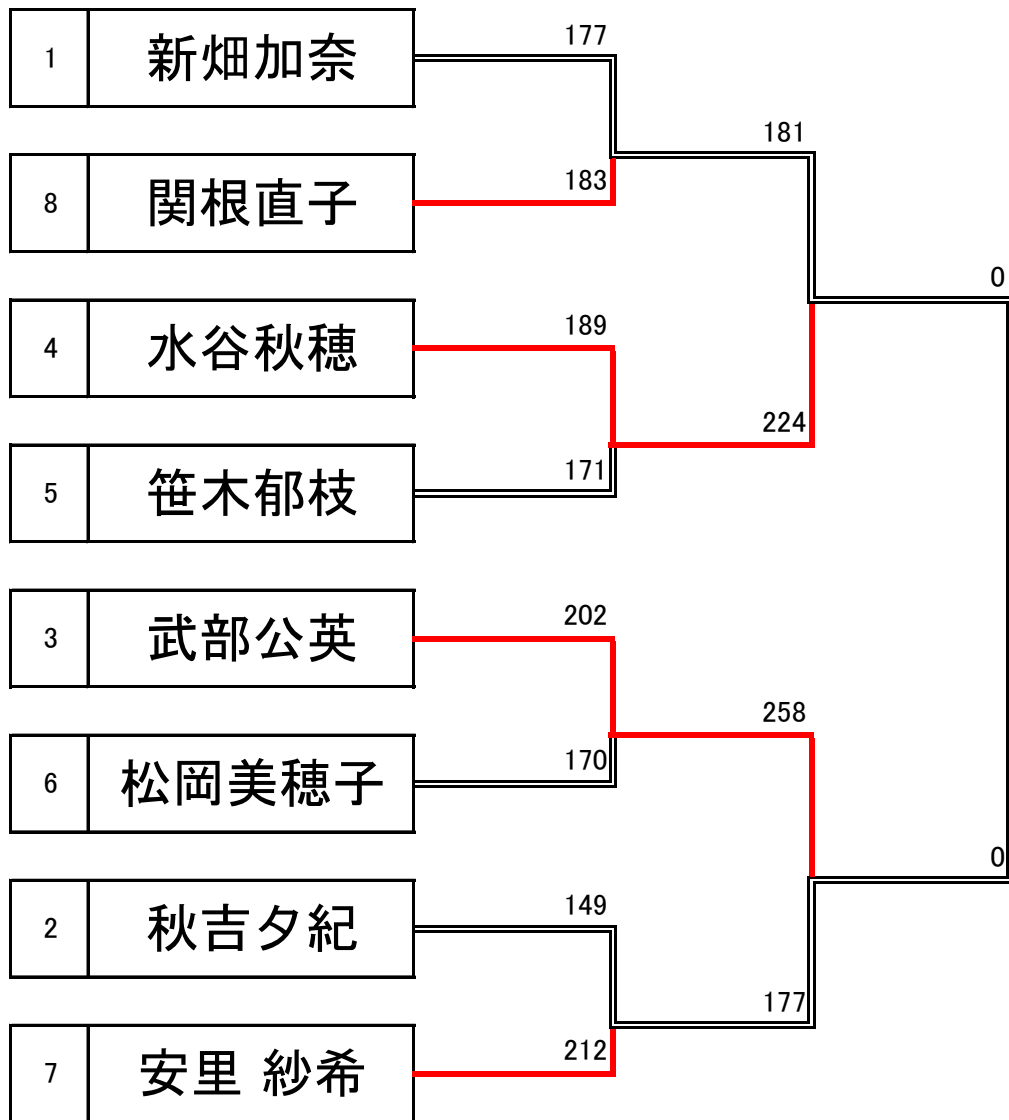 1 新畑加奈 177
181
8 関根直子 183
0
4 水谷秋穂 189
224
5 笹木郁枝 171
3 武部公英 202
258
6 松岡美穂子 170
0
2 秋吉夕紀 149
177
7 安里 紗希 212